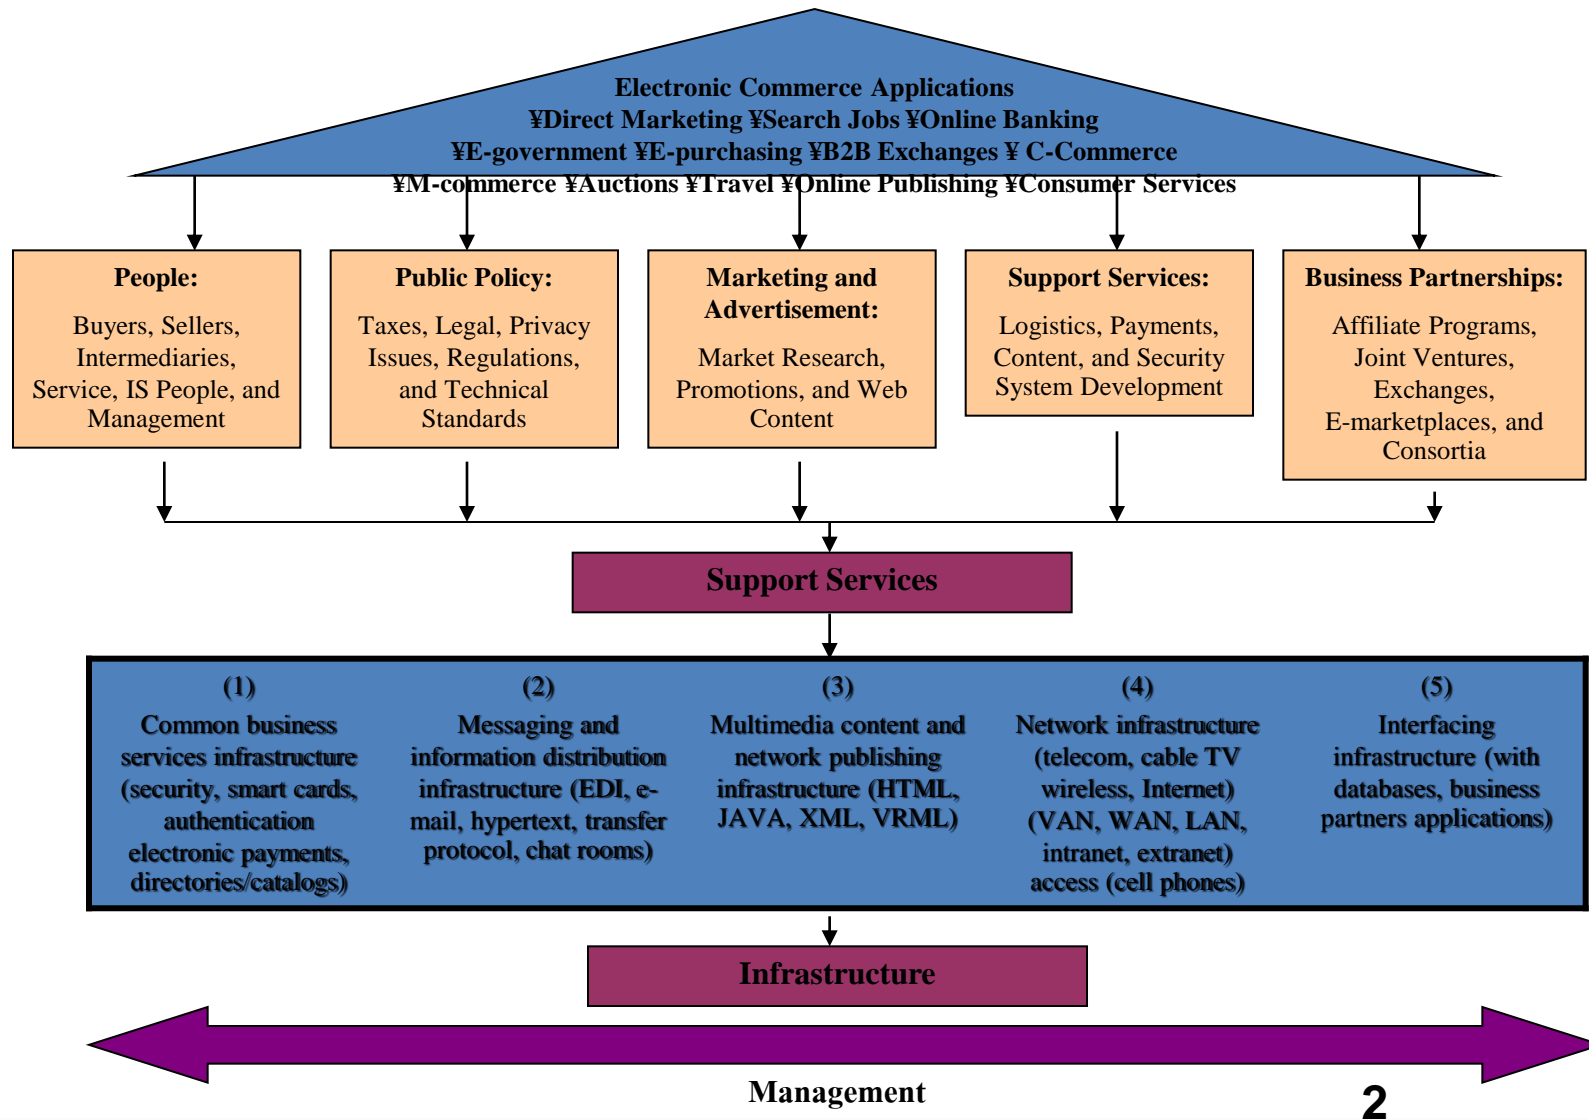 Electronic Commerce Applications
¥Direct Marketing ¥Search Jobs ¥Online Banking
¥E-government ¥E-purchasing ¥B2B Exchanges ¥ C-Commerce
¥M-commerce ¥Auctions ¥Travel ¥Online Publishing ¥Consumer Services
People:
Buyers, Sellers,
Intermediaries,
Service, IS People, and
Management
Public Policy:
Taxes, Legal, Privacy
Issues, Regulations,
and Technical
Standards
Marketing and
Advertisement:
Market Research,
Promotions, and Web
Content
Support Services:
Logistics, Payments,
Content, and Security
System Development
Business Partnerships:
Affiliate Programs,
Joint Ventures,
Exchanges,
E-marketplaces, and
Consortia
Support Services
(1)
Common business
services infrastructure
(security, smart cards,
authentication
electronic payments,
directories/catalogs)
(2)
Messaging and
information distribution
infrastructure (EDI, e-
mail, hypertext, transfer
protocol, chat rooms)
(3)
Multimedia content and
network publishing
infrastructure (HTML,
JAVA, XML, VRML)
(4)
Network infrastructure
(telecom, cable TV
wireless, Internet)
(VAN, WAN, LAN,
intranet, extranet)
access (cell phones)
(5)
Interfacing
infrastructure (with
databases, business
partners applications)
Infrastructure
Management
2